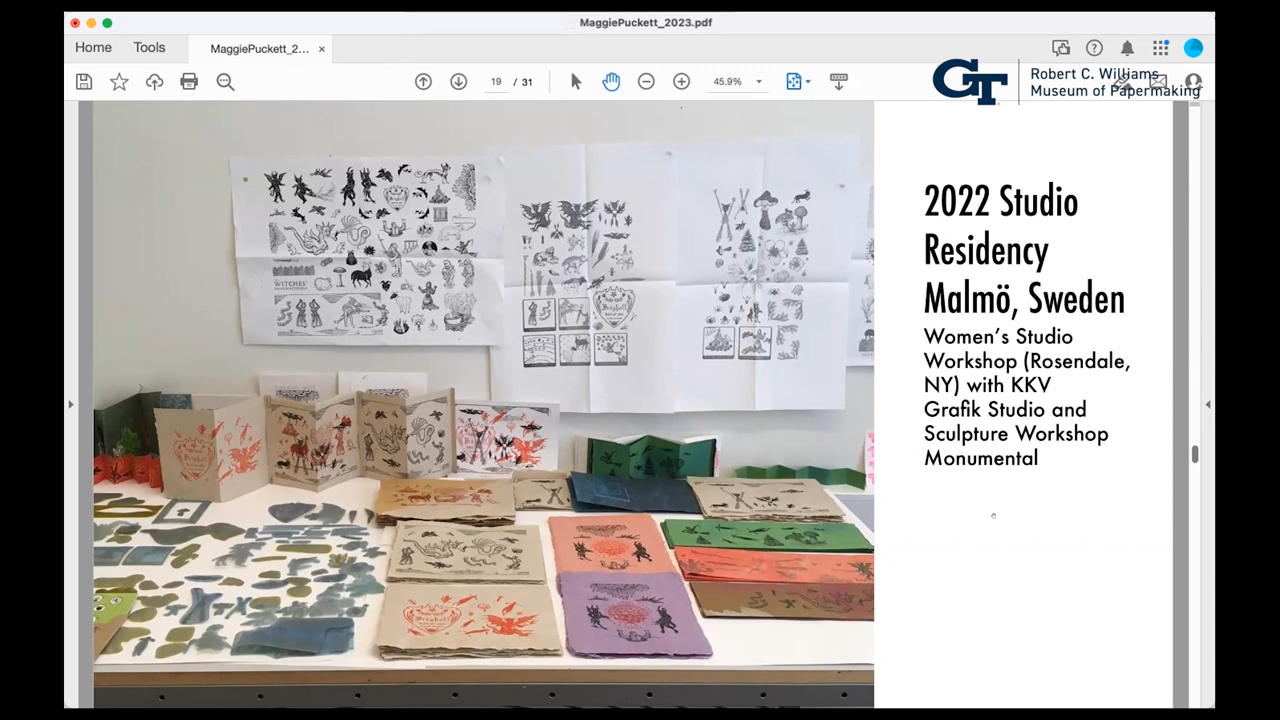 MaggiePuckett_2023.pdf
Home
Tools
MaggiePuckett_2...
×
19 / 31
45.9%
GT
Robert C. Williams
Museum of Papermaking
2022 Studio
Residency
Malmö, Sweden
Women's Studio
Workshop (Rosendale,
NY) with KKV
Grafik Studio and
Sculpture Workshop
Monumental
WITCHES'